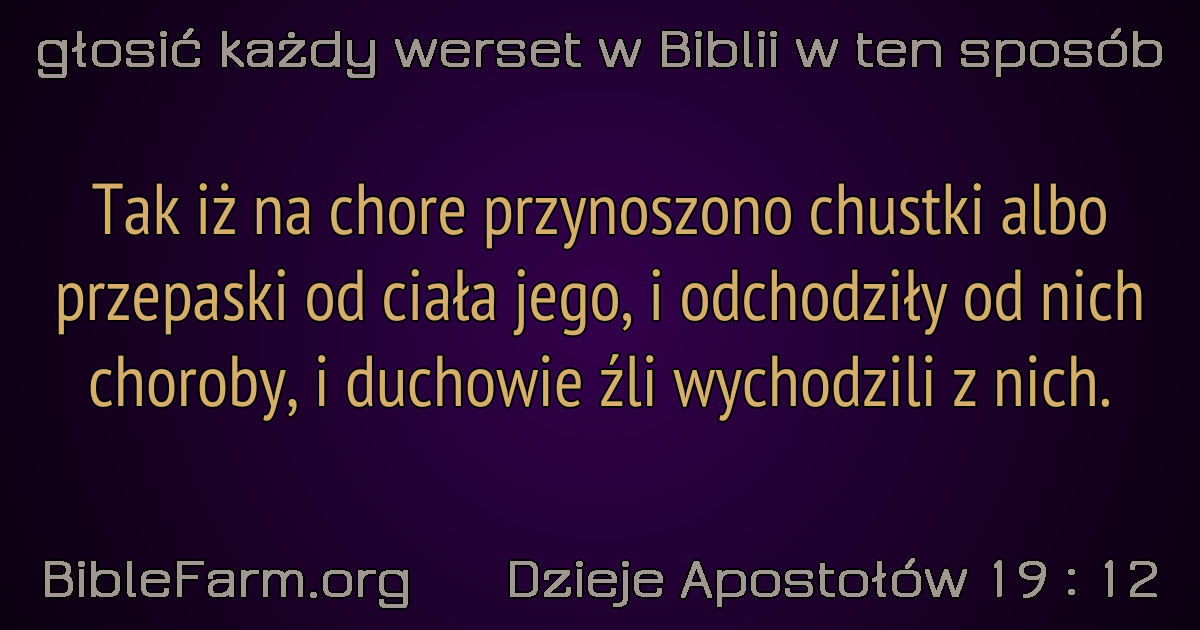 głosić każdy werset w Biblii w ten sposób
Tak iż na chore przynoszono chustki albo
przepaski od ciała jego, i odchodziły od nich
choroby, i duchowie źli wychodzili z nich.
BibleFarm.org Dzieje Apostołów 19 : 12